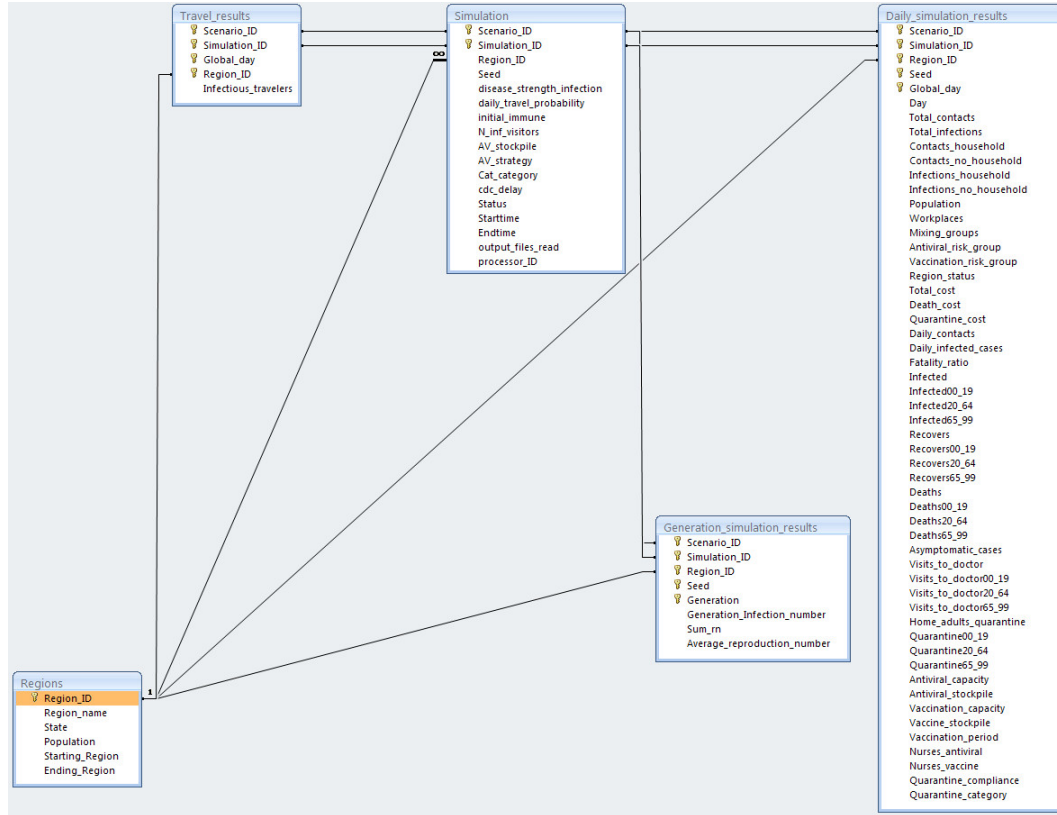 Travel_results
Scenario_ID
Simulation_ID
Global_day
Region_ID
Infectious_travelers
Simulation
Scenario_ID
Simulation_ID
Region_ID
Seed
disease_strength_infection
daily_travel_probability
initial_immune
N_inf_visitors
AV_stockpile
AV_strategy
Cat_category
cdc_delay
Status
Starttime
Endtime
output_files_read
processor_ID
∞
Daily_simulation_results
Scenario_ID
Simulation_ID
Region_ID
Seed
Global_day
Day
Total_contacts
Total_infections
Contacts_household
Contacts_no_household
Infections_household
Infections_no_household
Population
Workplaces
Mixing_groups
Antiviral_risk_group
Vaccination_risk_group
Region_status
Total_cost
Death_cost
Quarantine_cost
Daily_contacts
Daily_infected_cases
Fatality_ratio
Infected
Infected00_19
Infected20_64
Infected65_99
Recovers
Recovers00_19
Recovers20_64
Recovers65_99
Deaths
Deaths00_19
Deaths20_64
Deaths65_99
Asymptomatic_cases
Visits_to_doctor
Visits_to_doctor00_19
Visits_to_doctor20_64
Visits_to_doctor65_99
Home_adults_quarantine
Quarantine00_19
Quarantine20_64
Quarantine65_99
Antiviral_capacity
Antiviral_stockpile
Vaccination_capacity
Vaccine_stockpile
Vaccination_period
Nurses_antiviral
Nurses_vaccine
Quarantine_compliance
Quarantine_category
Generation_simulation_results
Scenario_ID
Simulation_ID
Region_ID
Seed
Generation
Generation_Infection_number
Sum_rn
Average_reproduction_number
Regions
1
Region_ID
Region_name
State
Population
Starting_Region
Ending_Region